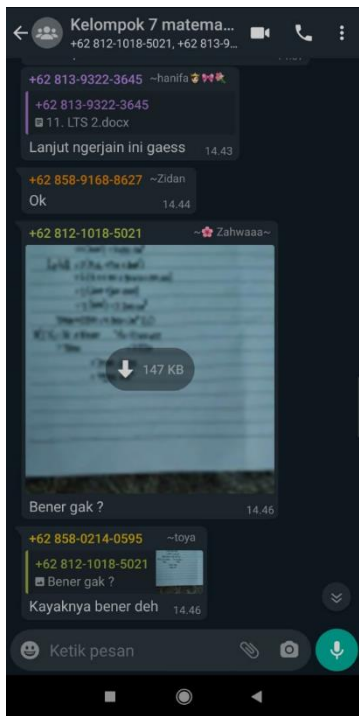 Kelompok 7 matema...
+62 812-1018-5021, +62 813-9...
+62 813-9322-3645 ~hanifa
+62 813-9322-3645
11. LTS 2.docx
Lanjut ngerjain ini gaess 14.43
+62 858-9168-8627 ~Zidan
Ok 14.44
+62 812-1018-5021 ~🌸 Zahwaaa~
147 KB
Bener gak ? 14.46
+62 858-0214-0595 ~toya
+62 812-1018-5021
Bener gak ?
Kayaknya bener deh 14.46
Ketik pesan